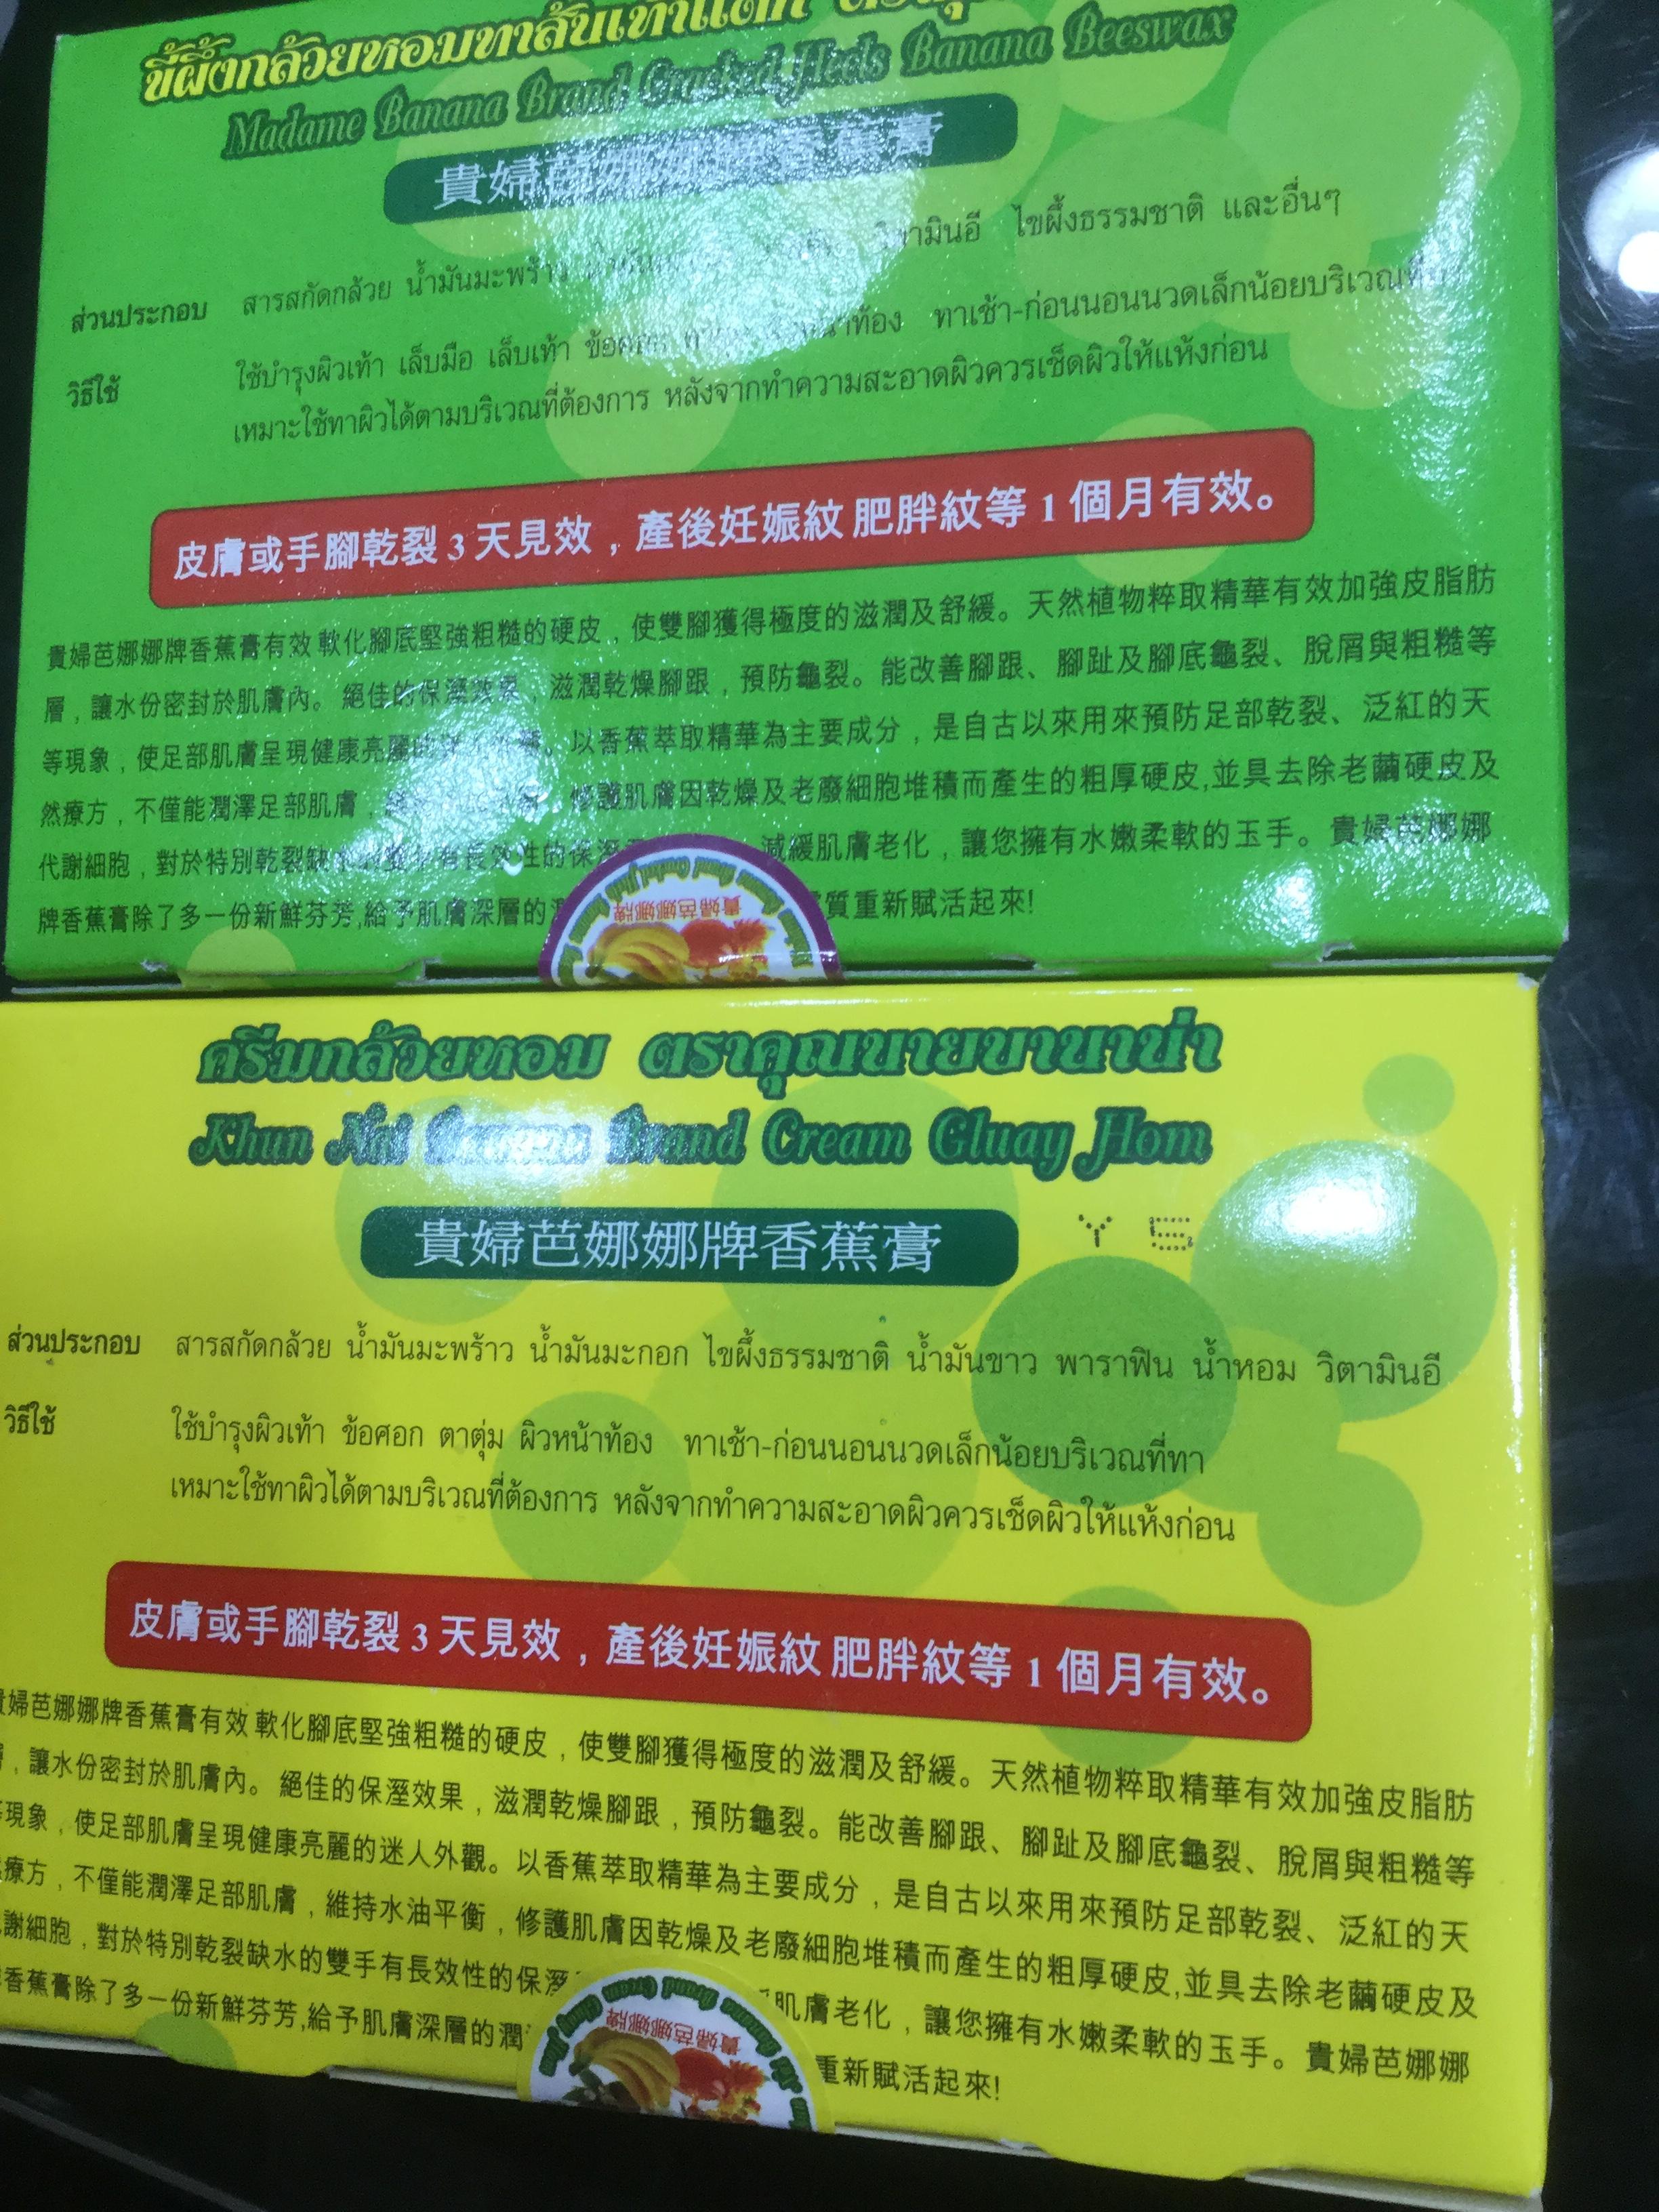 ขี้ผึ้งกล้วยหอมทาส้นเท้าแตก
Madame Banana Brand Cracked Heels Banana Beeswax
貴婦芭娜娜牌香蕉膏
ส่วนประกอบ สารสกัดกล้วย น้ำมันมะพร้าว วิตามินอี ไขผึ้งธรรมชาติ และอื่นๆ
วิธีใช้ ใช้บำรุงผิวเท้า เล็บมือ เล็บเท้า ข้อศอก ทาเช้า-ก่อนนอนนวดเล็กน้อยบริเวณที่ทา
เหมาะใช้ทาผิวได้ตามบริเวณที่ต้องการ หลังจากทำความสะอาดผิวควรเช็ดผิวให้แห้งก่อน
皮膚或手腳乾裂 3 天見效，產後妊娠紋 肥胖紋等 1 個月有效。
貴婦芭娜娜牌香蕉膏有效 軟化腳底堅強粗糙的硬皮，使雙腳獲得極度的滋潤及舒緩。天然植物粹取精華有效加強皮脂肪
層，讓水份密封於肌膚內。 絕佳的保溼效果，滋潤乾燥腳跟，預防龜裂。能改善腳跟、腳趾及腳底龜裂、脫屑與粗糙等
等現象，使足部肌膚呈現健康亮麗的迷人外觀。以香蕉萃取精華為主要成分，是自古以來用來預防足部乾裂、泛紅的天
然療方，不僅能潤澤足部肌膚， 修護肌膚因乾燥及老廢細胞堆積而產生的粗厚硬皮,並具去除老繭硬皮及
代謝細胞，對於特別乾裂缺水的雙手有長效性的保溼 減緩肌膚老化，讓您擁有水嫩柔軟的玉手。貴婦芭娜娜
牌香蕉膏除了多一份新鮮芬芳,給予肌膚深層的 質重新賦活起來!
貴婦芭娜娜牌
ครีมกล้วยหอม ตราคุณนายบานาน่า
Khun Nai Banana Brand Cream Gluay Hom
貴婦芭娜娜牌香蕉膏
ส่วนประกอบ สารสกัดกล้วย น้ำมันมะพร้าว น้ำมันมะกอก ไขผึ้งธรรมชาติ น้ำมันขาว พาราฟิน น้ำหอม วิตามินอี
วิธีใช้ ใช้บำรุงผิวเท้า ข้อศอก ตาตุ่ม ผิวหน้าท้อง ทาเช้า-ก่อนนอนนวดเล็กน้อยบริเวณที่ทา
เหมาะใช้ทาผิวได้ตามบริเวณที่ต้องการ หลังจากทำความสะอาดผิวควรเช็ดผิวให้แห้งก่อน
皮膚或手腳乾裂 3 天見效，產後妊娠紋 肥胖紋等 1 個月有效。
婦芭娜娜牌香蕉膏有效 軟化腳底堅強粗糙的硬皮，使雙腳獲得極度的滋潤及舒緩。天然植物粹取精華有效加強皮脂肪
，讓水份密封於肌膚內。 絕佳的保溼效果，滋潤乾燥腳跟，預防龜裂。能改善腳跟、腳趾及腳底龜裂、脫屑與粗糙等
現象，使足部肌膚呈現健康亮麗的迷人外觀。以香蕉萃取精華為主要成分，是自古以來用來預防足部乾裂、泛紅的天
療方，不僅能潤澤足部肌膚，維持水油平衡，修護肌膚因乾燥及老廢細胞堆積而產生的粗厚硬皮,並具去除老繭硬皮及
謝細胞，對於特別乾裂缺水的雙手有長效性的保溼 肌膚老化，讓您擁有水嫩柔軟的玉手。貴婦芭娜娜
香蕉膏除了多一份新鮮芬芳,給予肌膚深層的潤 重新賦活起來!
貴婦芭娜娜牌